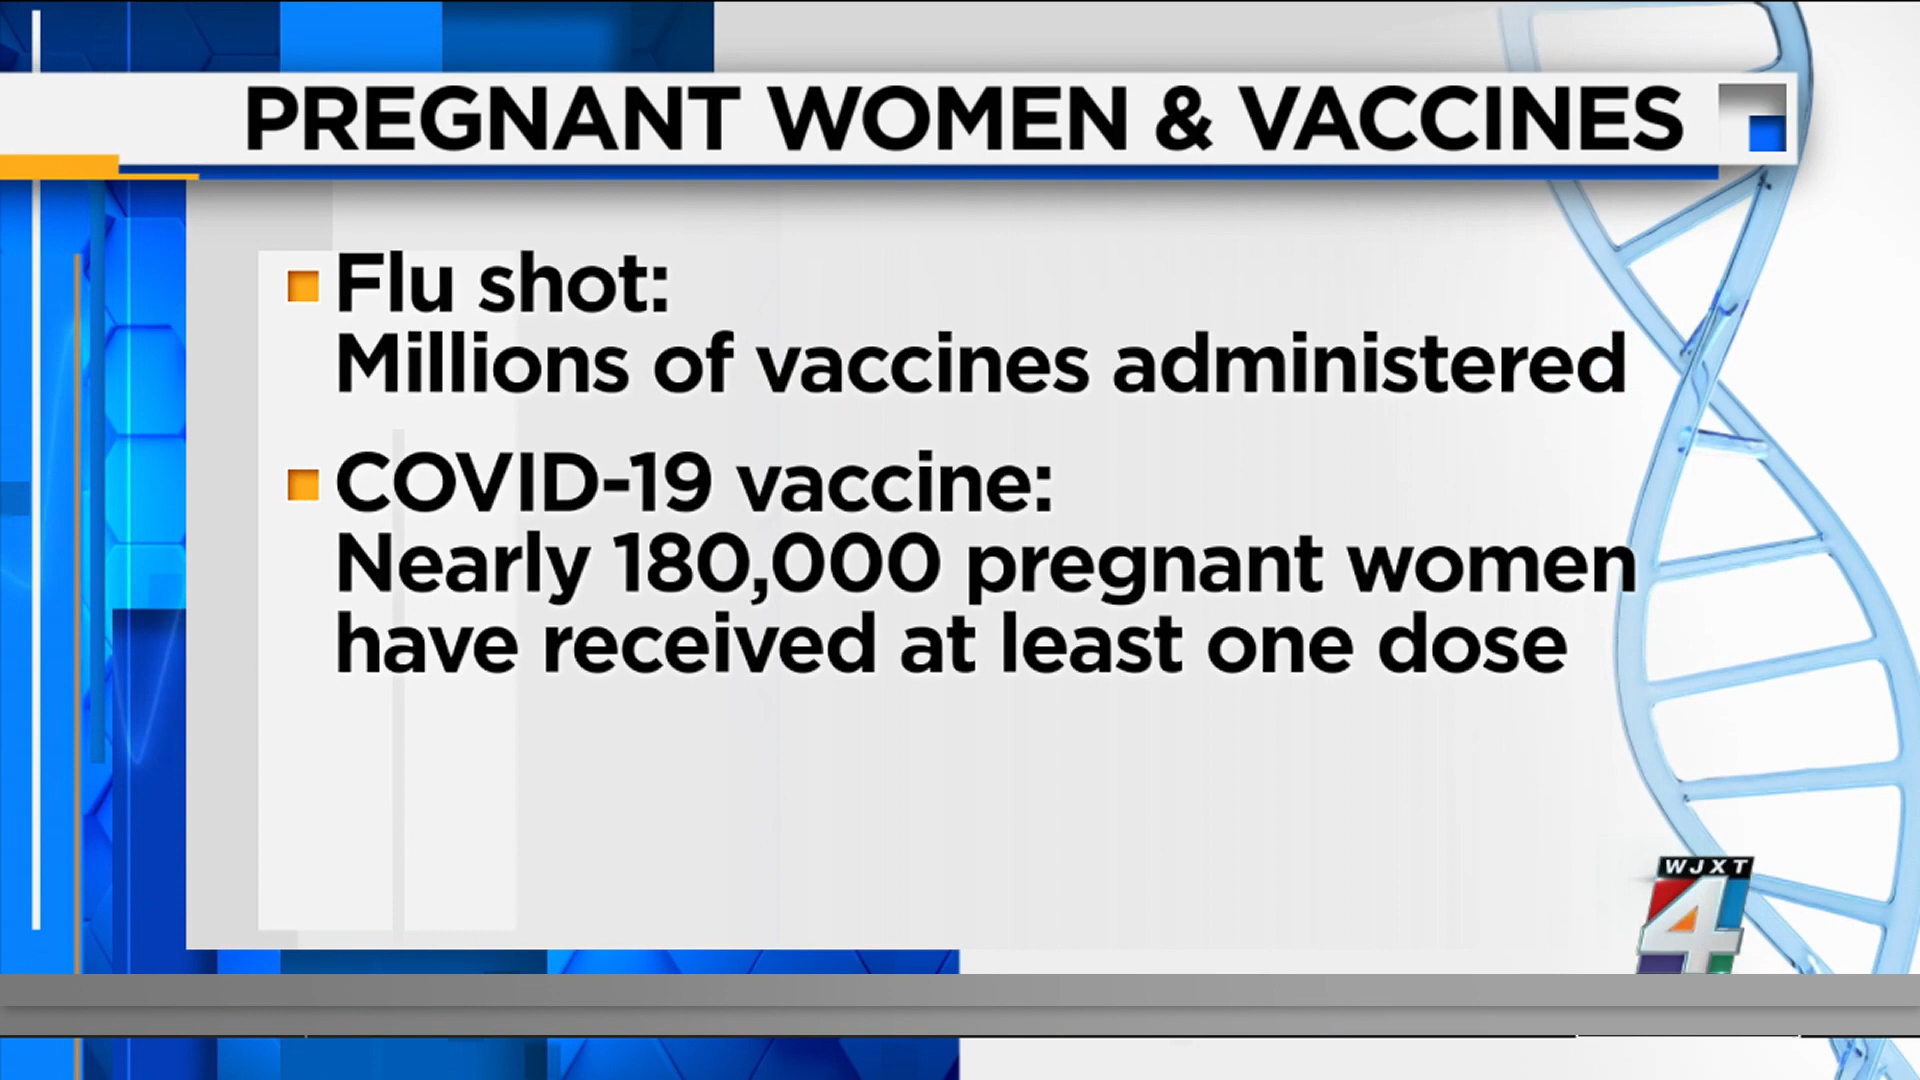 PREGNANT WOMEN & VACCINES
Flu shot:
Millions of vaccines administered
COVID-19 vaccine:
Nearly 180,000 pregnant women
have received at least one dose
WJXT
4